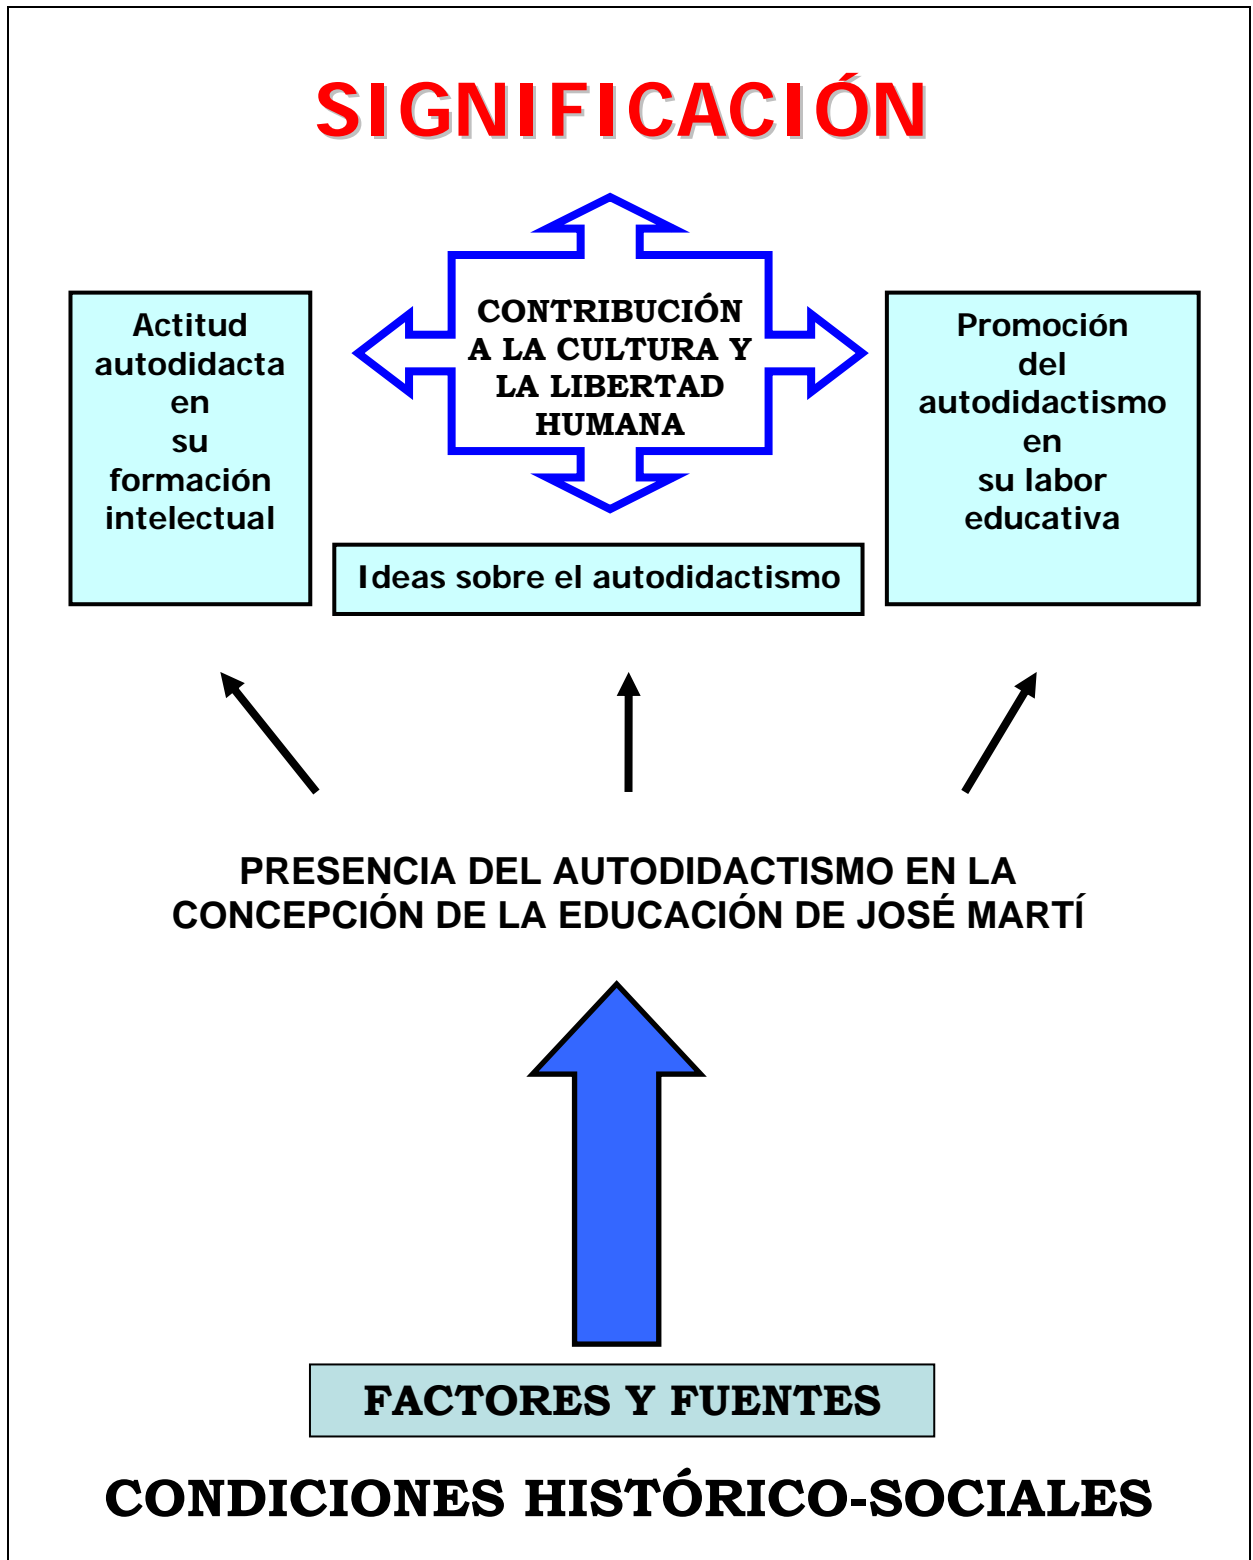 SIGNIFICACIÓN
Actitud
autodidacta
en
su
formación
intelectual
CONTRIBUCIÓN
A LA CULTURA Y
LA LIBERTAD
HUMANA
Promoción
del
autodidactismo
en
su labor
educativa
Ideas sobre el autodidactismo
PRESENCIA DEL AUTODIDACTISMO EN LA
CONCEPCIÓN DE LA EDUCACIÓN DE JOSÉ MARTÍ
FACTORES Y FUENTES
CONDICIONES HISTÓRICO-SOCIALES